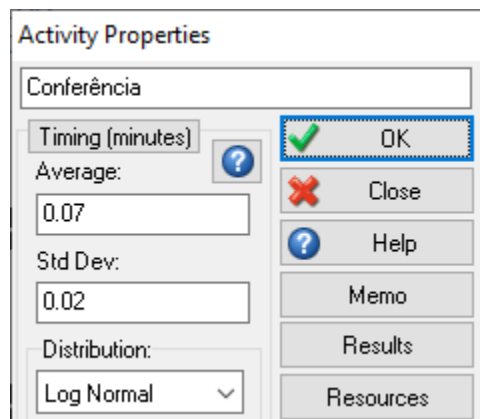 Activity Properties
Conferência
Timing (minutes)
Average:
0.07
Std Dev:
0.02
Distribution:
Log Normal
OK
Close
Help
Memo
Results
Resources